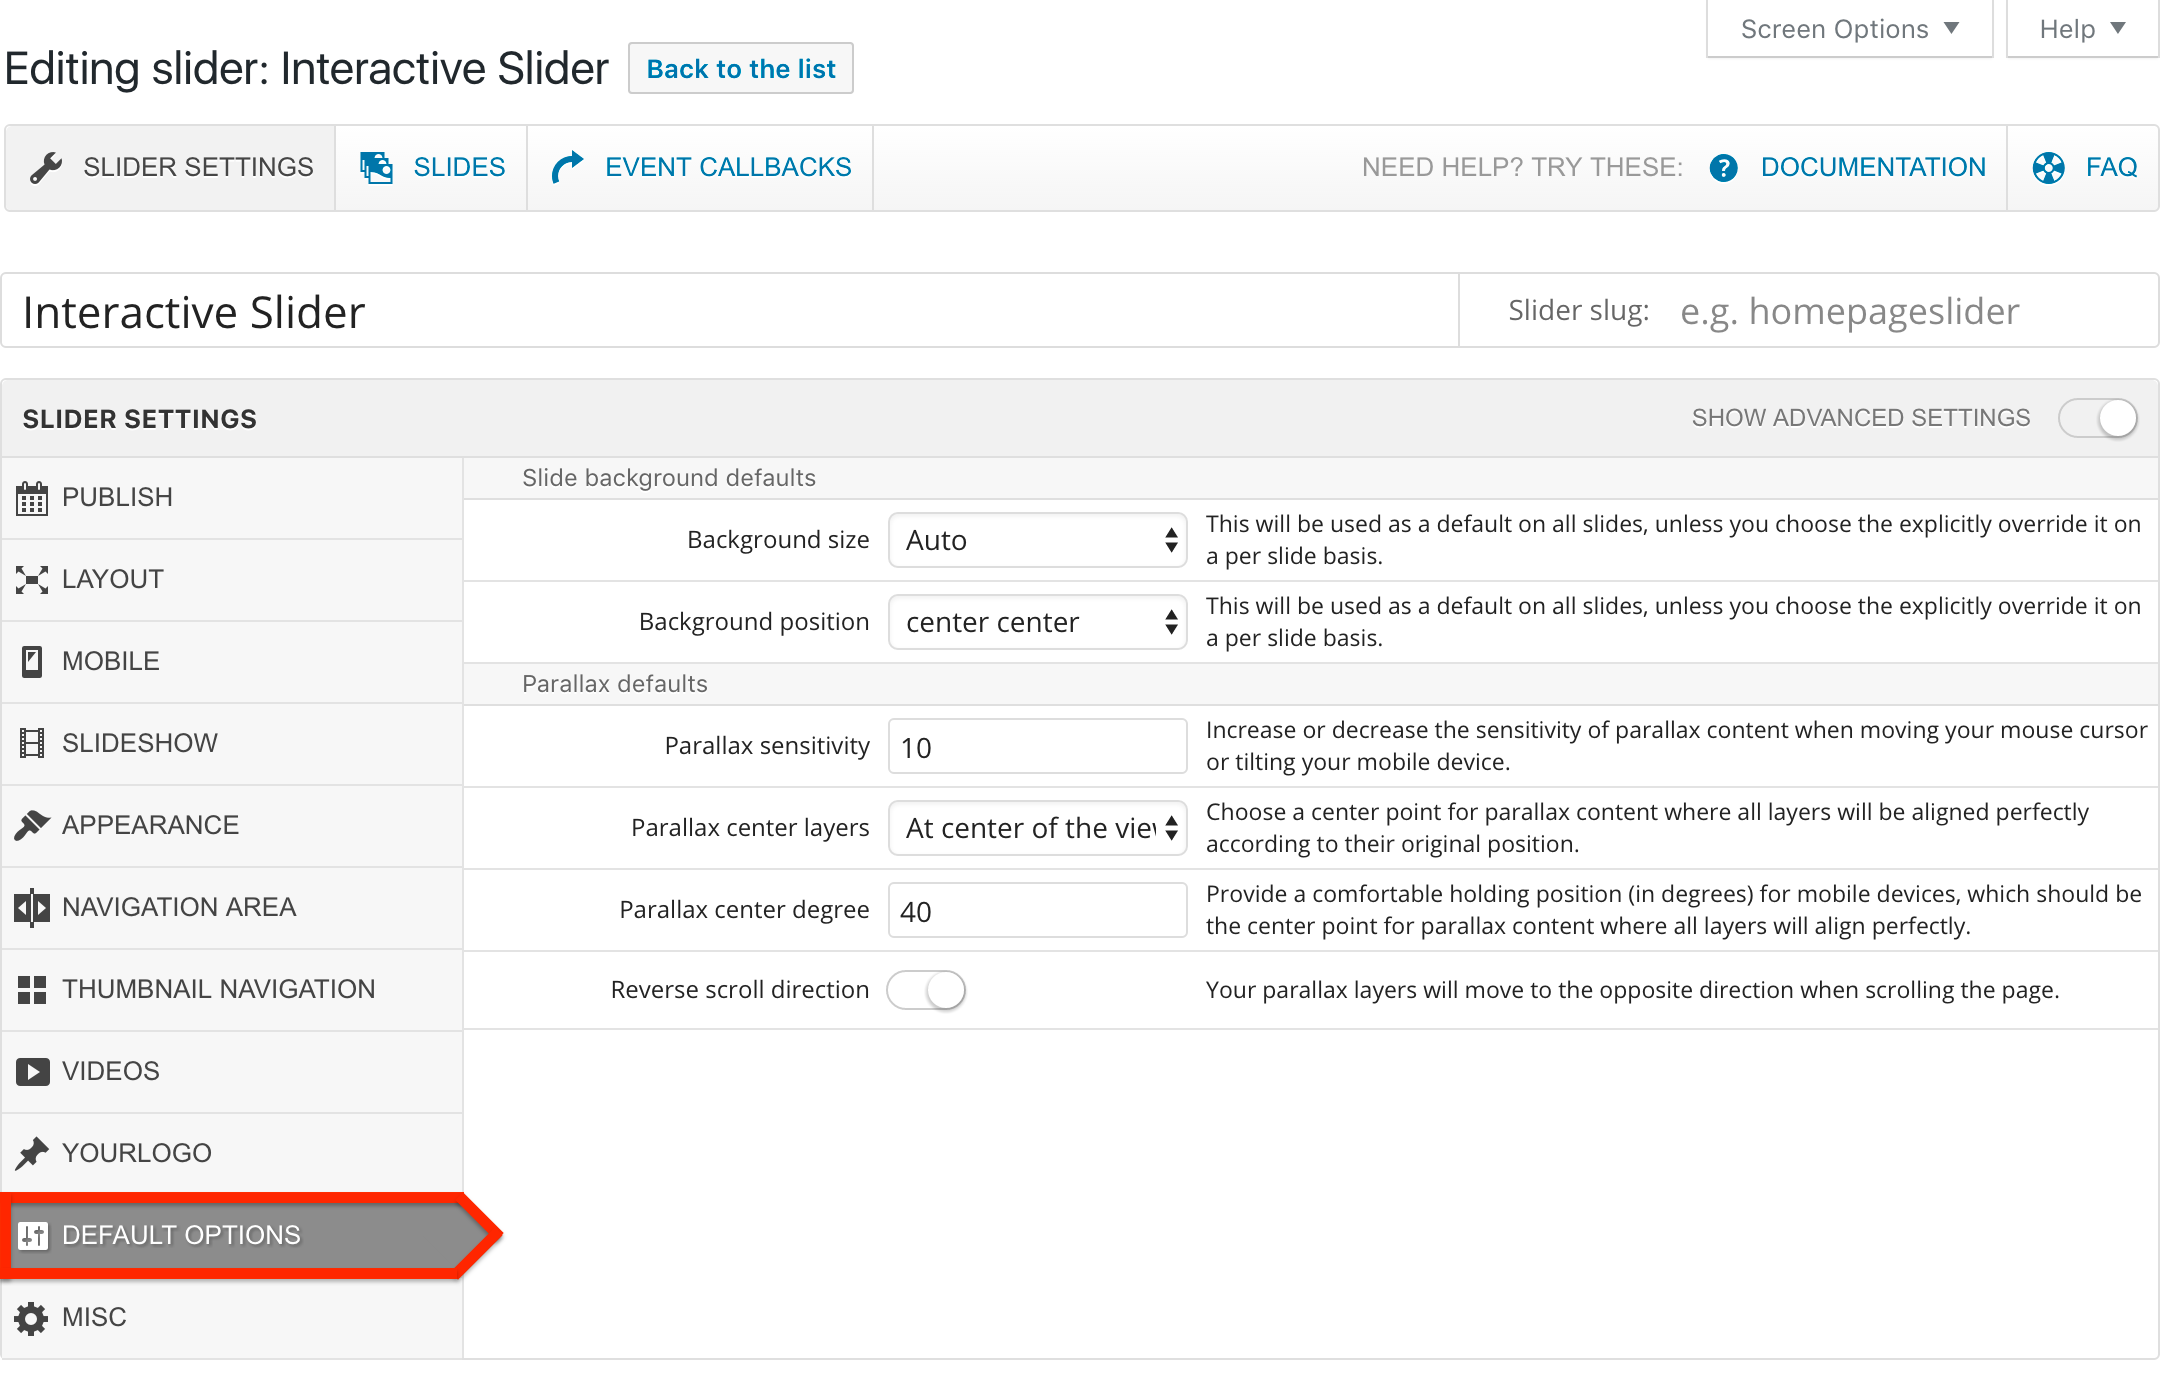 Screen Options ▼
Help ▼
Editing slider: Interactive Slider
Back to the list
SLIDER SETTINGS
SLIDES
EVENT CALLBACKS
NEED HELP? TRY THESE:
DOCUMENTATION
FAQ
Interactive Slider
Slider slug: e.g. homepageslider
SLIDER SETTINGS
SHOW ADVANCED SETTINGS
PUBLISH
LAYOUT
MOBILE
SLIDESHOW
APPEARANCE
NAVIGATION AREA
THUMBNAIL NAVIGATION
VIDEOS
YOURLOGO
DEFAULT OPTIONS
MISC
Slide background defaults
Background size
Auto
This will be used as a default on all slides, unless you choose the explicitly override it on
a per slide basis.
Background position
center center
This will be used as a default on all slides, unless you choose the explicitly override it on
a per slide basis.
Parallax defaults
Parallax sensitivity
10
Increase or decrease the sensitivity of parallax content when moving your mouse cursor
or tilting your mobile device.
Parallax center layers
At center of the
Choose a center point for parallax content where all layers will be aligned perfectly
according to their original position.
Parallax center degree
40
Provide a comfortable holding position (in degrees) for mobile devices, which should be
the center point for parallax content where all layers will align perfectly.
Reverse scroll direction
Your parallax layers will move to the opposite direction when scrolling the page.